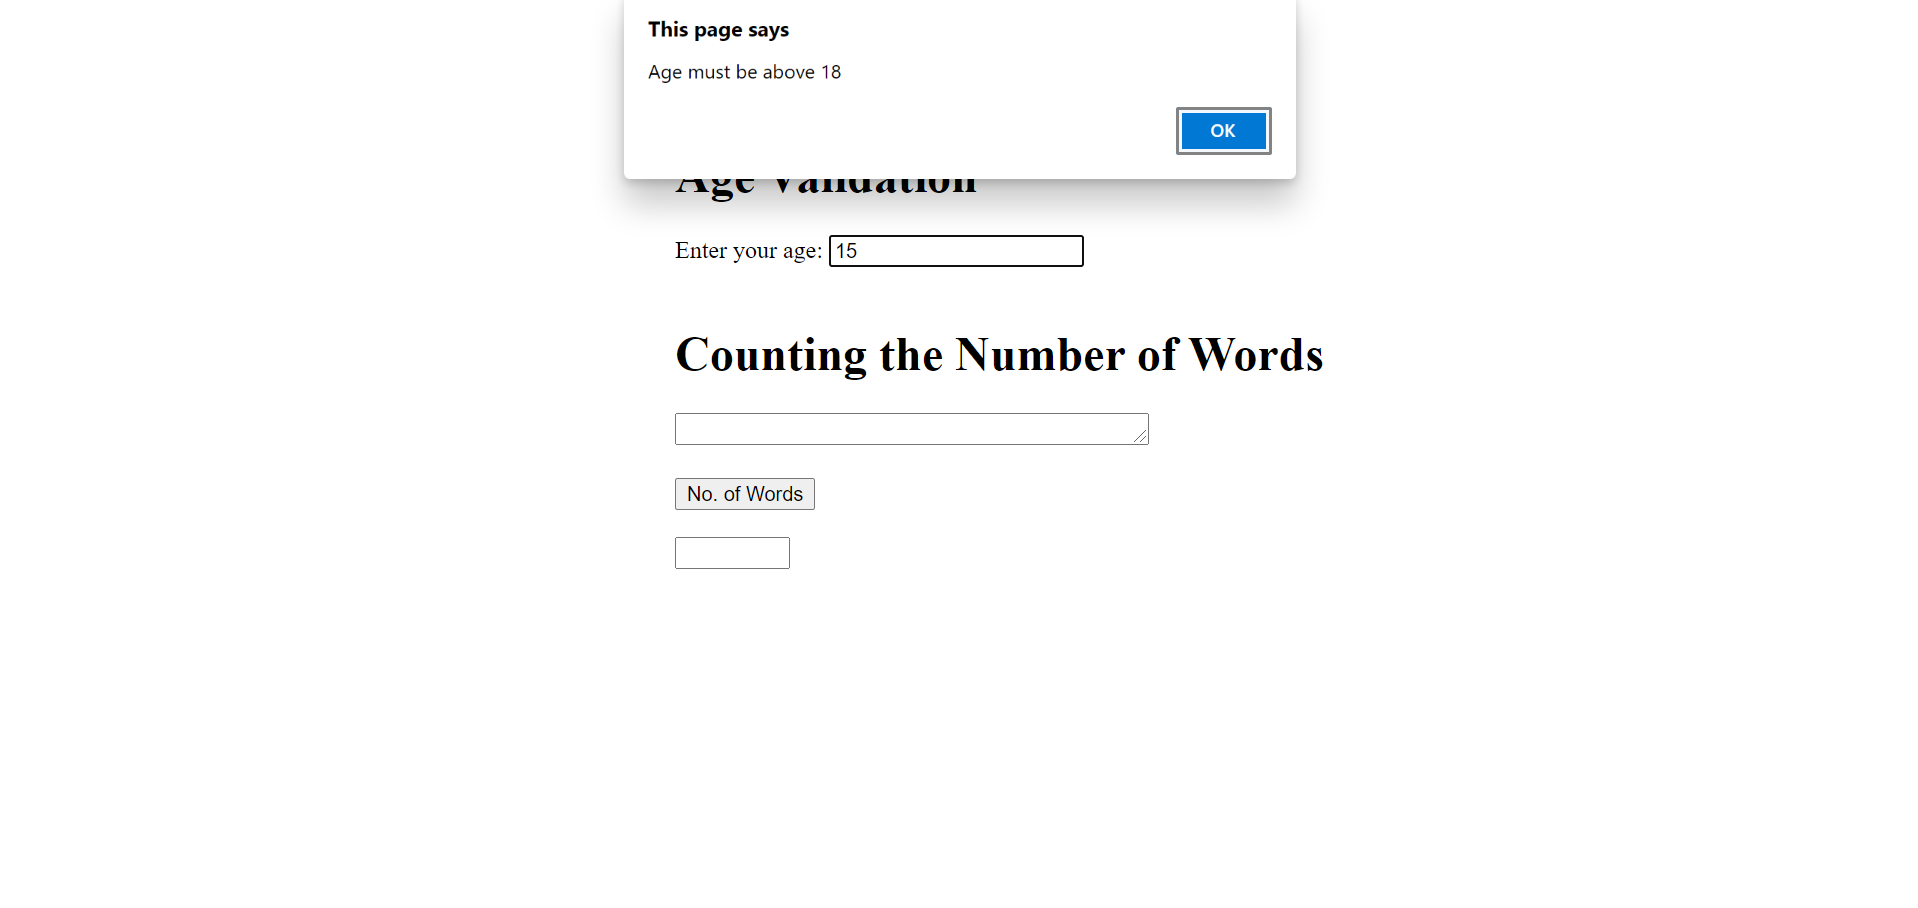 This page says
Age must be above 18
OK
Age Validation
Enter your age: 15
Counting the Number of Words
No. of Words